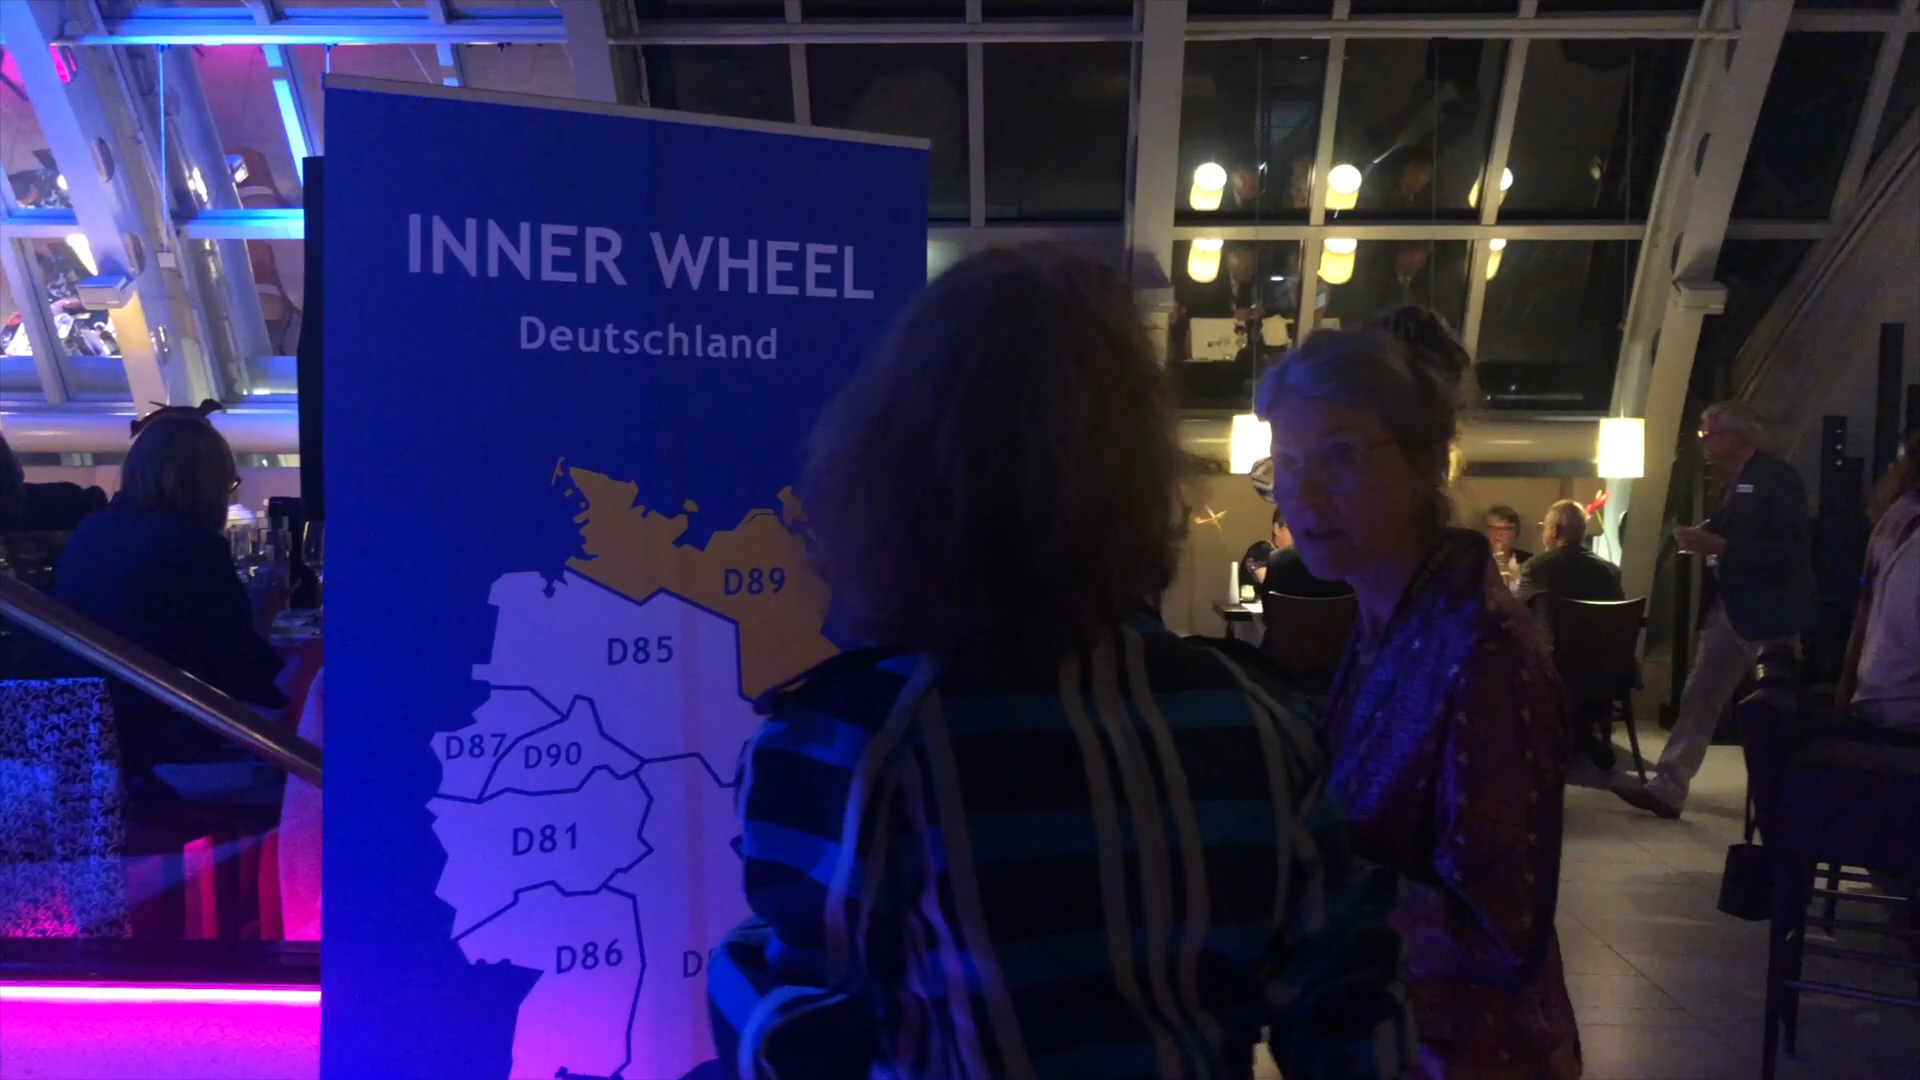 INNER WHEEL
Deutschland
D89
D85
D87
D90
D81
D86